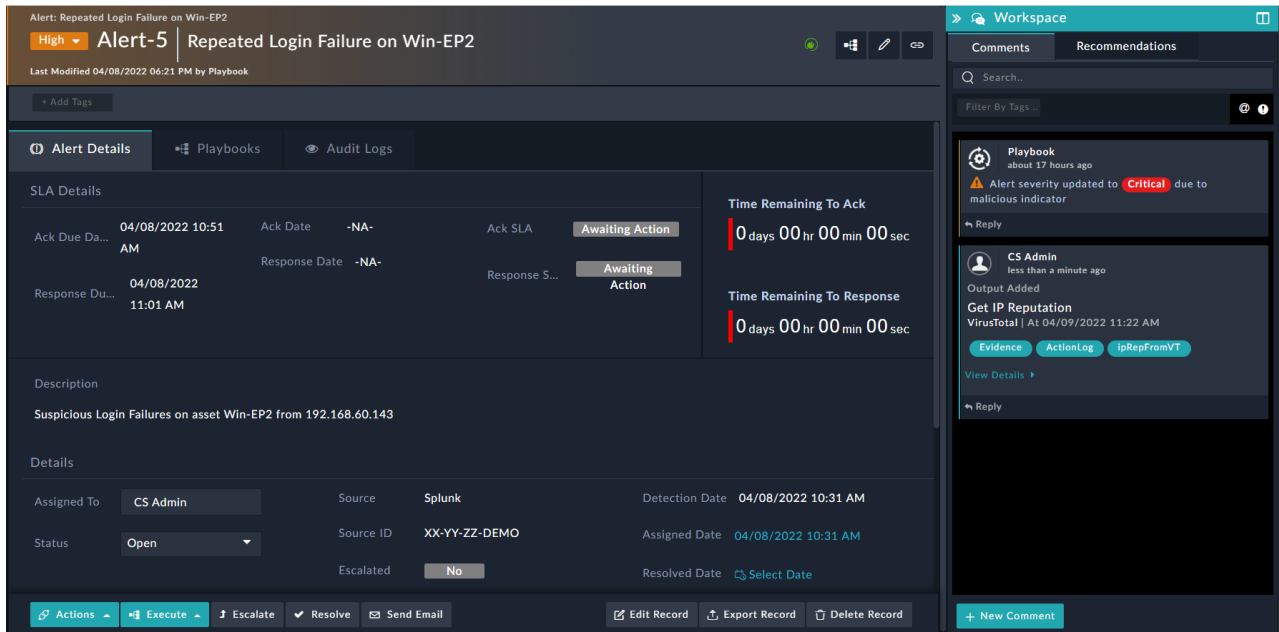 Alert: Repeated Login Failure on Win-EP2
High
Alert-5
Repeated Login Failure on Win-EP2
Last Modified 04/08/2022 06:21 PM by Playbook
+ Add Tags
Alert Details
Playbooks
Audit Logs
SLA Details
Ack Due Da...
04/08/2022 10:51
AM
Ack Date
-NA-
Ack SLA
Awaiting Action
Response Du...
04/08/2022
11:01 AM
Response Date
-NA-
Response S...
Awaiting
Action
Time Remaining To Ack
0 days 00 hr 00 min 00 sec
Time Remaining To Response
0 days 00 hr 00 min 00 sec
Description
Suspicious Login Failures on asset Win-EP2 from 192.168.60.143
Details
Assigned To
CS Admin
Source
Splunk
Detection Date
04/08/2022 10:31 AM
Status
Open
Source ID
XX-YY-ZZ-DEMO
Assigned Date
04/08/2022 10:31 AM
Escalated
No
Resolved Date
Select Date
Actions
Execute
Escalate
Resolve
Send Email
Edit Record
Export Record
Delete Record
Workspace
Comments
Recommendations
Search..
Filter By Tags ..
@
Playbook
about 17 hours ago
Alert severity updated to Critical due to
malicious indicator
Reply
CS Admin
less than a minute ago
Output Added
Get IP Reputation
VirusTotal | At 04/09/2022 11:22 AM
Evidence
ActionLog
ipRepFromVT
View Details
Reply
+ New Comment